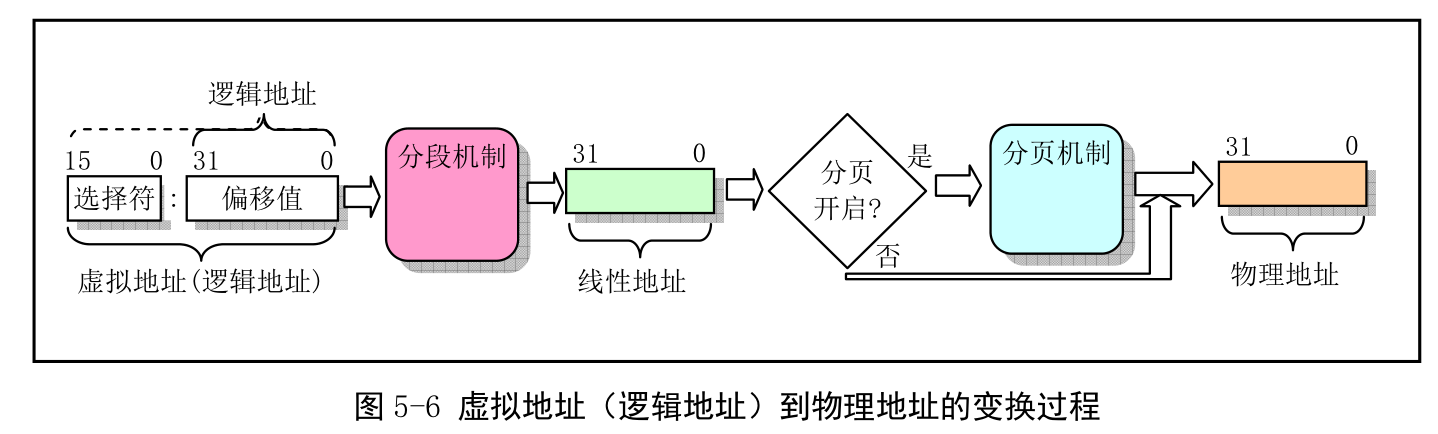 逻辑地址
15 0 31 0
选择符 : 偏移值
虚拟地址(逻辑地址)
分段机制
31 0
线性地址
分页
开启?
是
否
分页机制
31 0
物理地址
图 5-6 虚拟地址（逻辑地址）到物理地址的变换过程